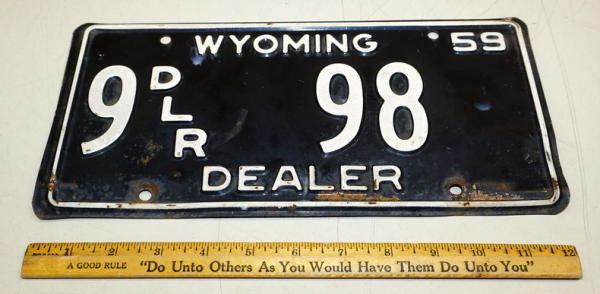 WYOMING 59
9 DLR 98
DEALER
1 2 3 4 5 6 7 8 9 10 11 12
A GOOD RULE "Do Unto Others As You Would Have Them Do Unto You"